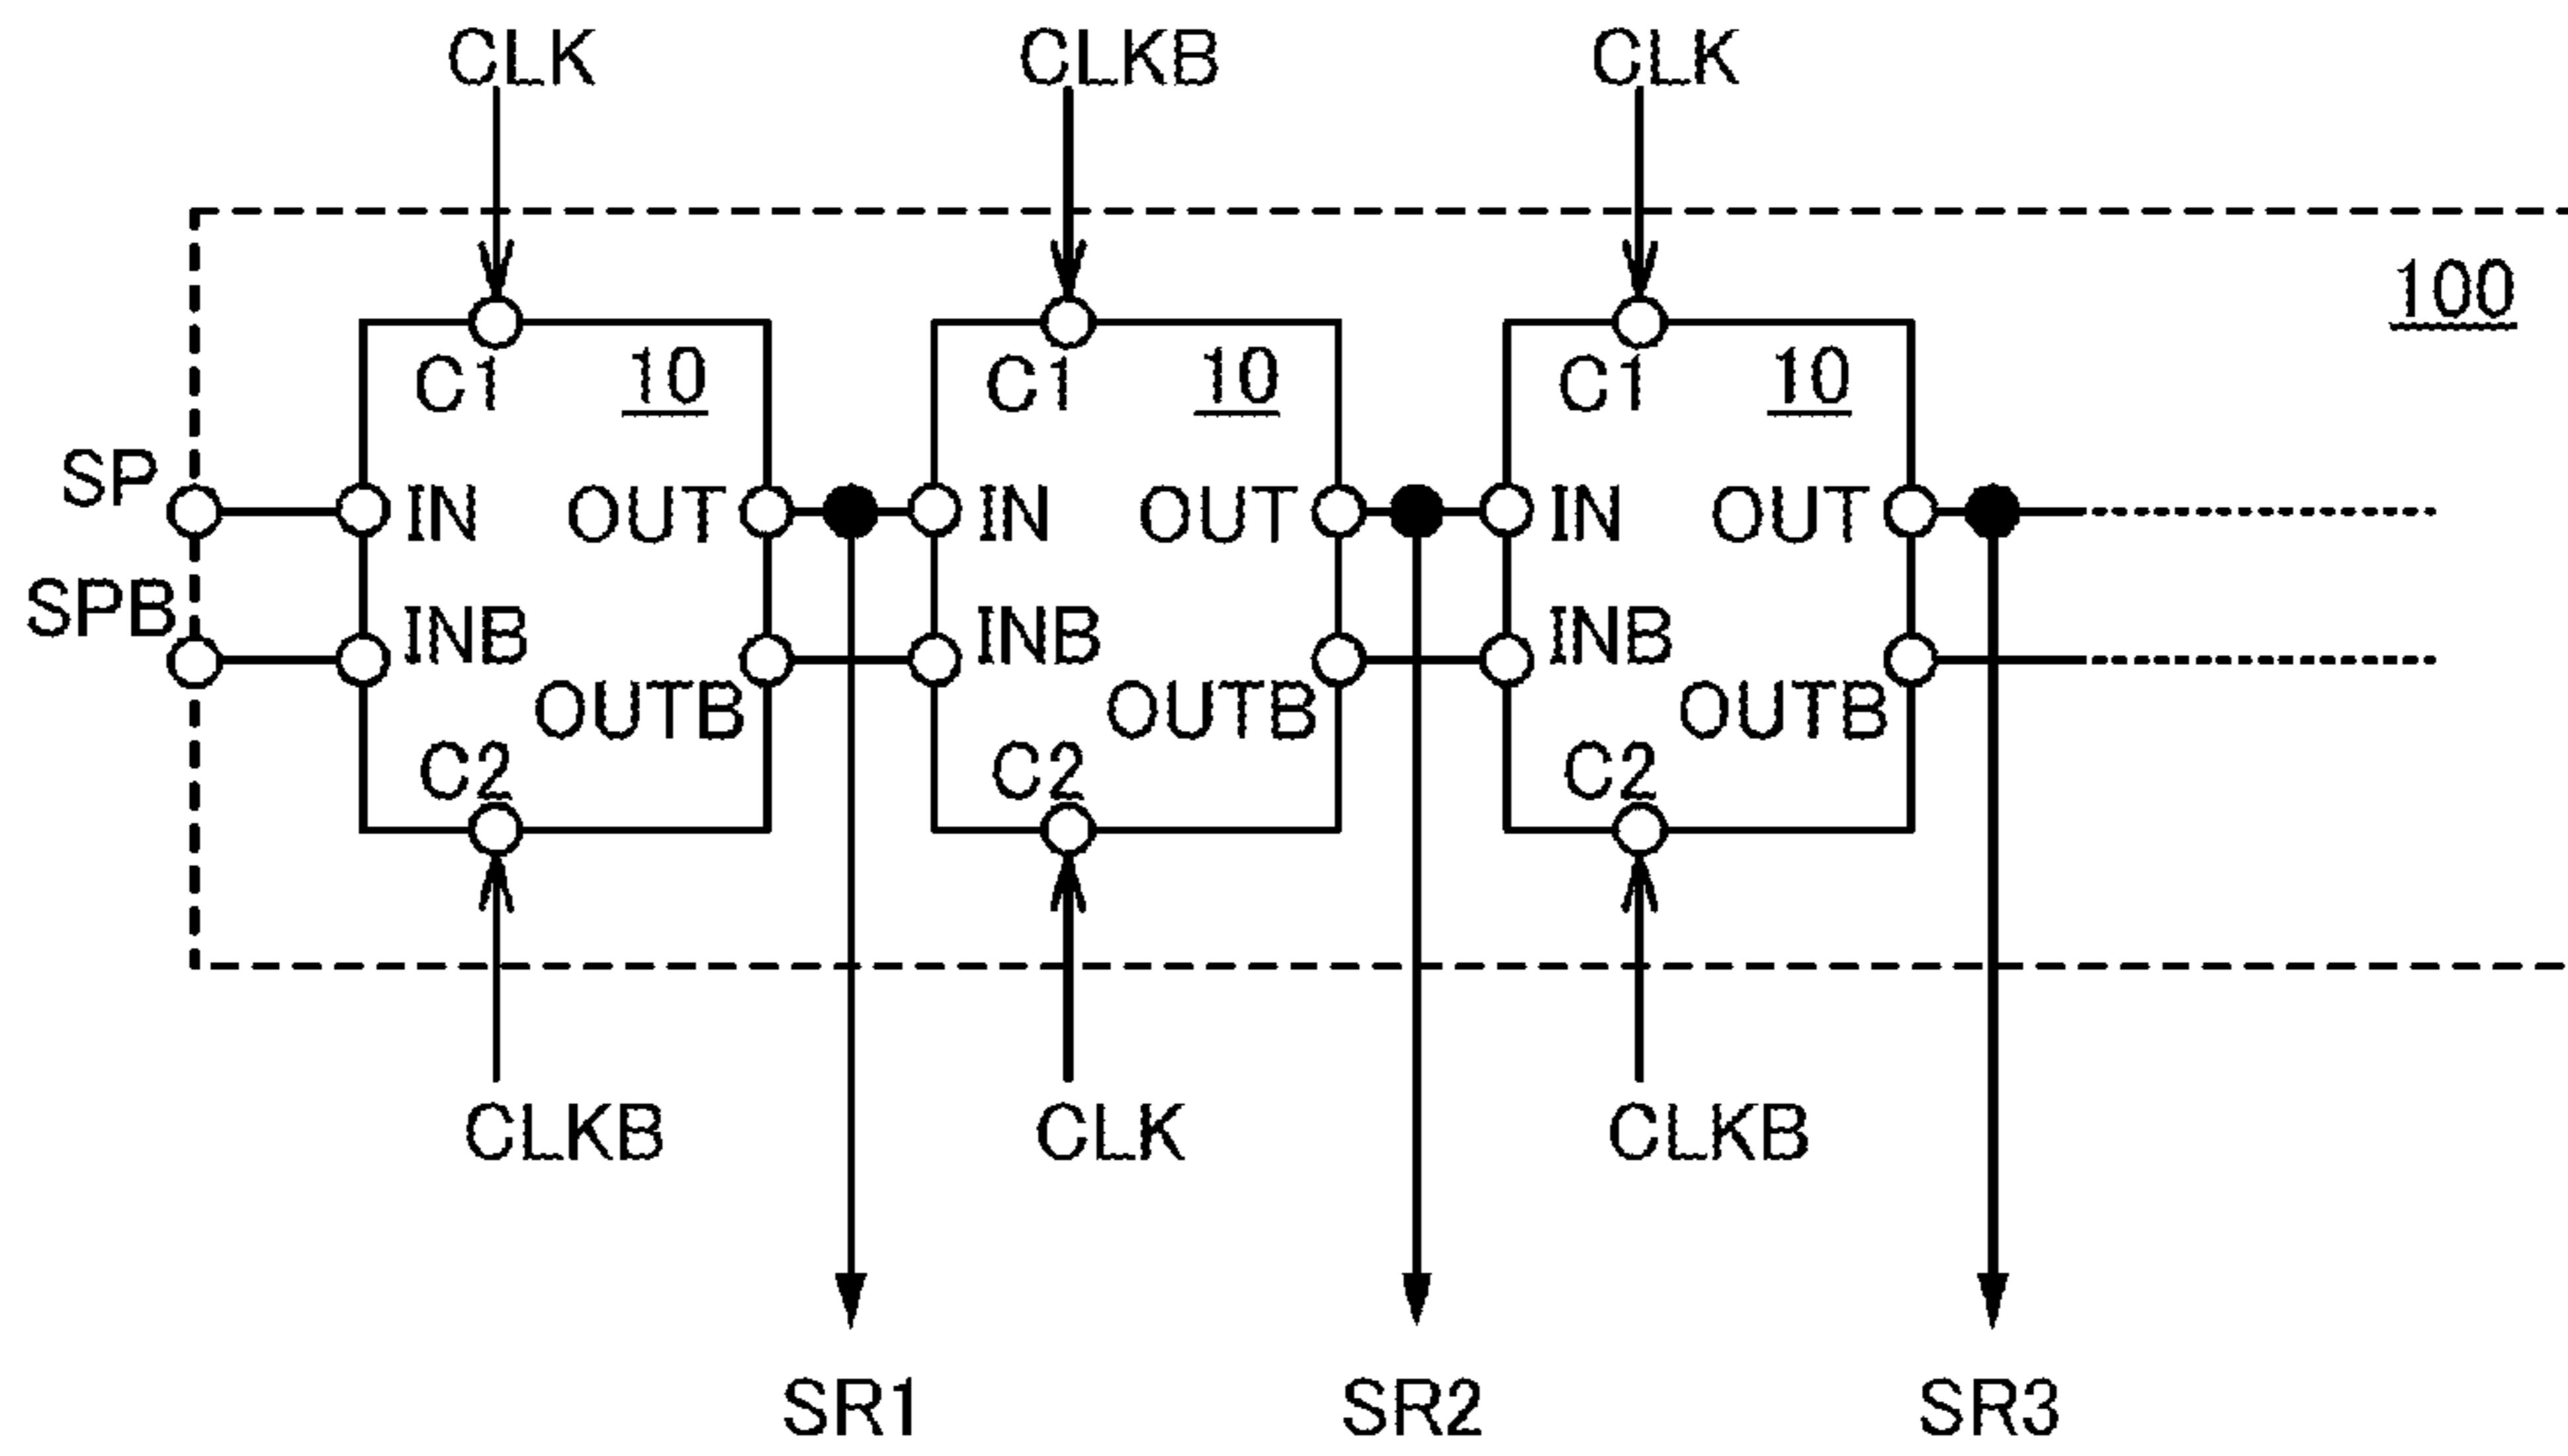 CLK CLKB CLK
100
C1 10 C1 10 C1 10
SP IN OUT IN OUT IN OUT
SPB INB INB INB
OUTB OUTB OUTB
C2 C2 C2
CLKB CLK CLKB
SR1 SR2 SR3